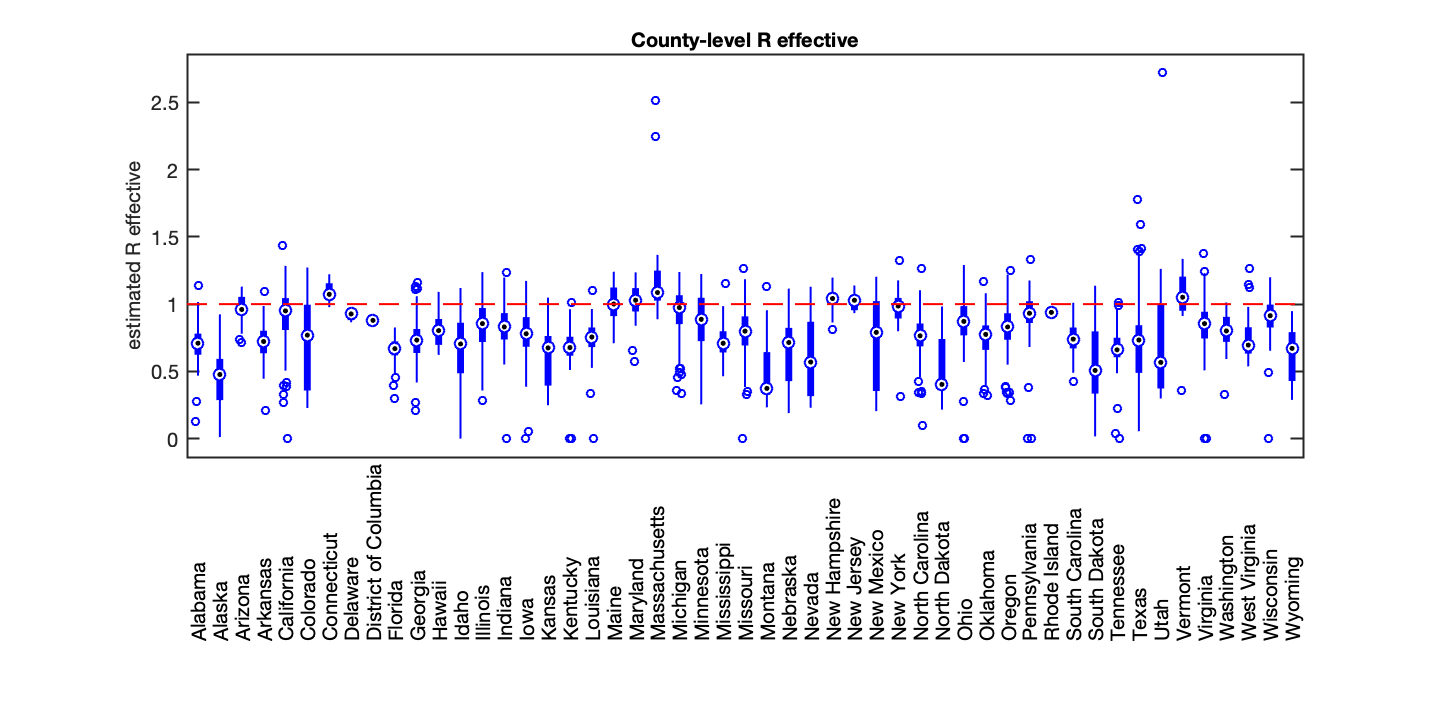 County-level R effective
estimated R effective
2.5
2
1.5
1
0.5
0
Alabama
Alaska
Arizona
Arkansas
California
Colorado
Connecticut
Delaware
District of Columbia
Florida
Georgia
Hawaii
Idaho
Illinois
Indiana
Iowa
Kansas
Kentucky
Louisiana
Maine
Maryland
Massachusetts
Michigan
Minnesota
Mississippi
Missouri
Montana
Nebraska
Nevada
New Hampshire
New Jersey
New Mexico
New York
North Carolina
North Dakota
Ohio
Oklahoma
Oregon
Pennsylvania
Rhode Island
South Carolina
South Dakota
Tennessee
Texas
Utah
Vermont
Virginia
Washington
West Virginia
Wisconsin
Wyoming